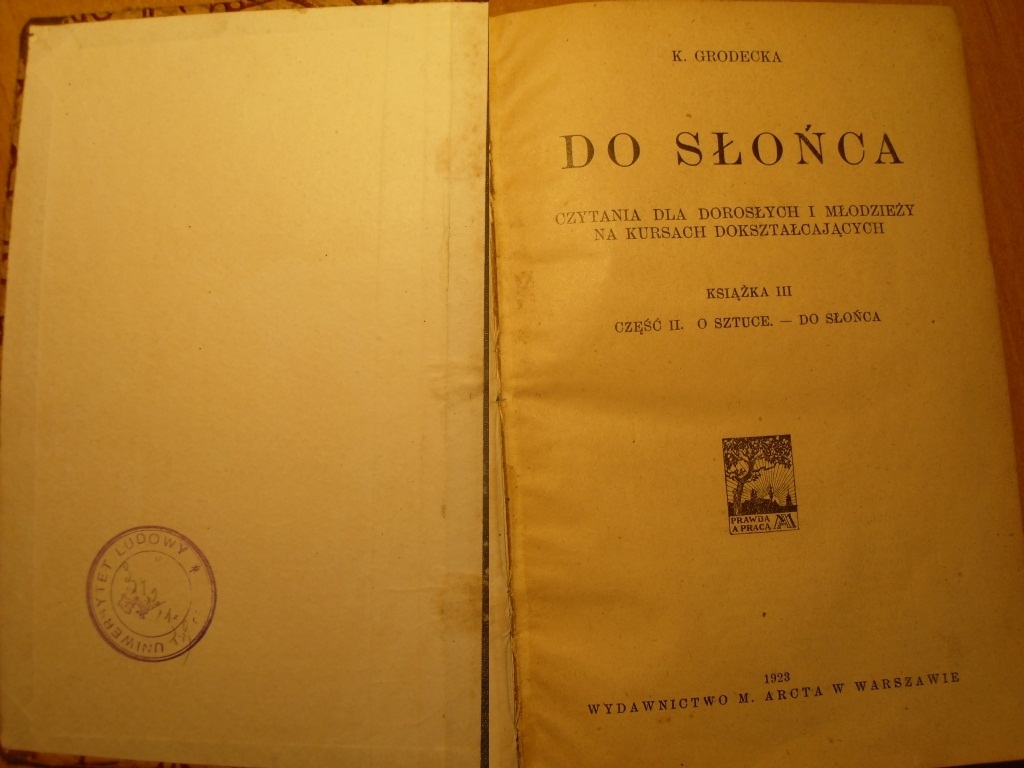 UNIWERSYTET LUDOWY
K. GRODECKA
DO SŁOŃCA
CZYTANIA DLA DOROSŁYCH I MŁODZIEŻY
NA KURSACH DOKSZTAŁCAJĄCYCH
KSIĄŻKA III
CZĘŚĆ II. O SZTUCE. — DO SŁOŃCA
PRAWDA
A PRACA
1923
WYDAWNICTWO M. ARCTA W WARSZAWIE